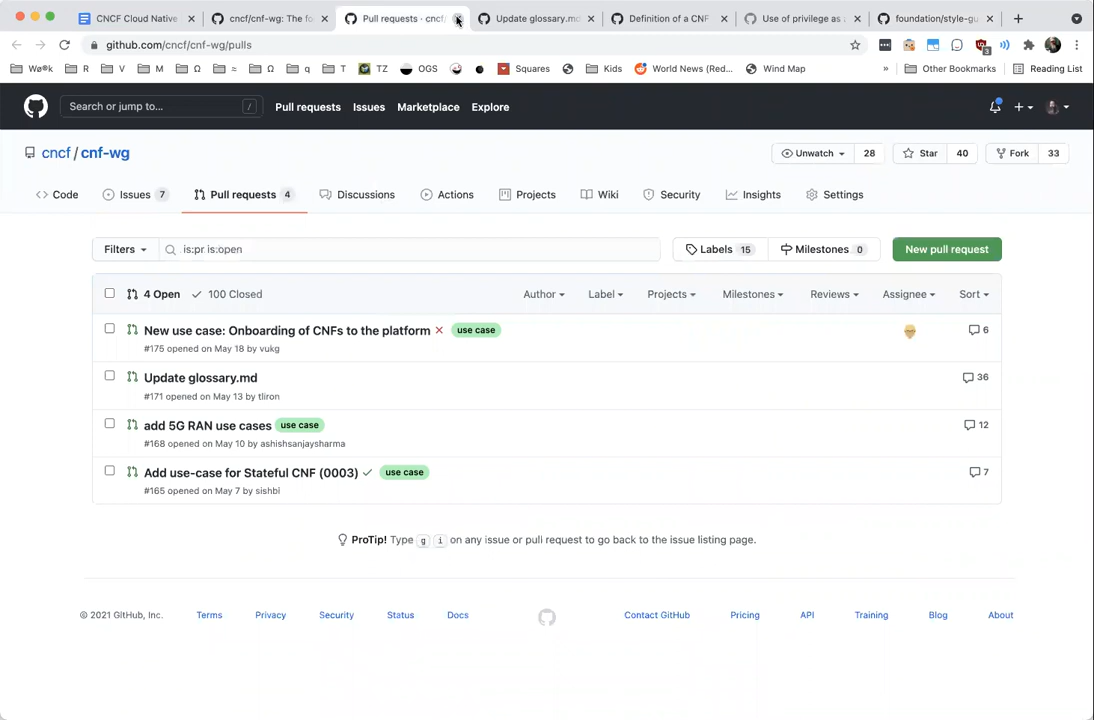 CNCF Cloud Native
cncf/cnf-wg: The fo
Pull requests · cncf/
Update glossary.md
Definition of a CNF
Use of privilege as
foundation/style-gu
github.com/cncf/cnf-wg/pulls
3
Wø®k
R
V
M
Ω
≈
Ω
q
T
TZ
OGS
Squares
Kids
World News (Red...
Wind Map
»
Other Bookmarks
Reading List
Search or jump to...
/
Pull requests
Issues
Marketplace
Explore
cncf / cnf-wg
Unwatch 28
Star 40
Fork 33
<> Code
Issues 7
Pull requests 4
Discussions
Actions
Projects
Wiki
Security
Insights
Settings
Filters
is:pr is:open
Labels 15
Milestones 0
New pull request
4 Open
100 Closed
Author
Label
Projects
Milestones
Reviews
Assignee
Sort
New use case: Onboarding of CNFs to the platform
use case
6
#175 opened on May 18 by vukg
Update glossary.md
36
#171 opened on May 13 by tliron
add 5G RAN use cases
use case
12
#168 opened on May 10 by ashishsanjaysharma
Add use-case for Stateful CNF (0003)
use case
7
#165 opened on May 7 by sishbi
ProTip! Type g i on any issue or pull request to go back to the issue listing page.
© 2021 GitHub, Inc.
Terms
Privacy
Security
Status
Docs
Contact GitHub
Pricing
API
Training
Blog
About